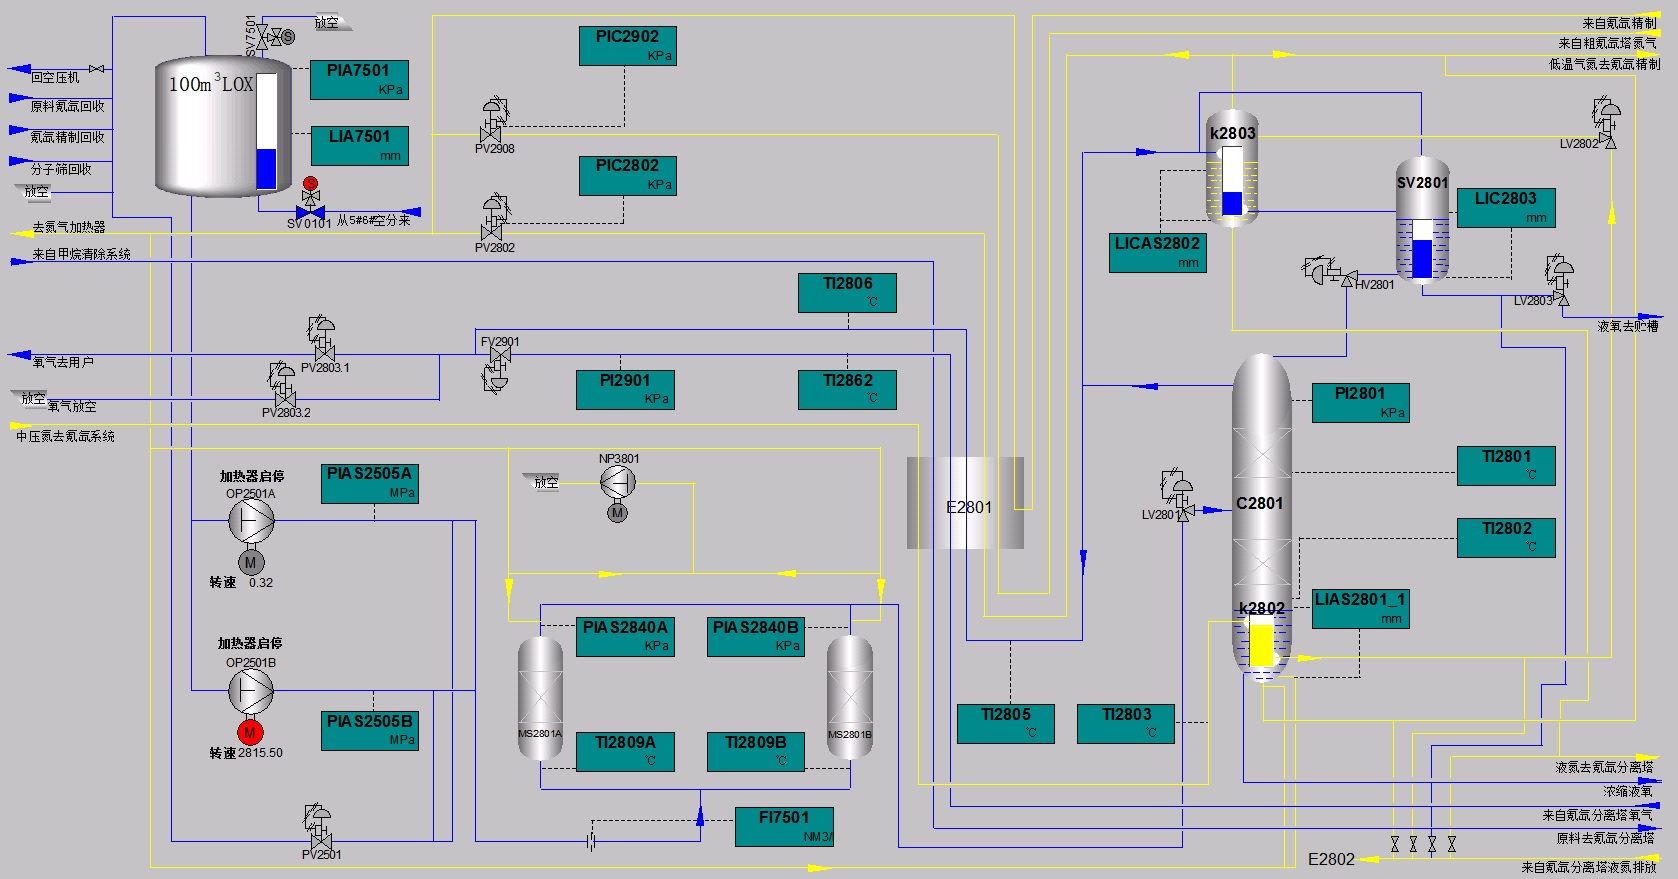 放空
SV7501
来自氪氙精制
PIC2902
KPa
来自粗氪氙塔氮气
低温气氮去氪氙精制
回空压机
100m³LOX
PIA7501
KPa
原料氪氙回收
氪氙精制回收
LIA7501
mm
PV2908
k2803
LV2802
分子筛回收
PIC2802
KPa
放空
S
SV2801
LIC2803
mm
SV0101
从5#6#空分来
去氮气加热器
PV2802
LICAS2802
mm
来自甲烷清除系统
TI2806
℃
HV2801
LV2803
液氧去贮槽
FV2901
氧气去用户
PV2803.1
PI2901
KPa
TI2862
℃
PI2801
KPa
放空
氧气放空
PV2803.2
中压氮去氪氙系统
加热器启停
OP2501A
PIAS2505A
MPa
NP3801
放空
M
TI2801
℃
E2801
C2801
LV2801
TI2802
℃
M
转速 0.32
k2802
LIAS2801_1
mm
加热器启停
OP2501B
PIAS2840A
KPa
PIAS2840B
KPa
M
转速 2815.50
PIAS2505B
MPa
MS2801A
MS2801B
TI2809A
℃
TI2809B
℃
TI2805
℃
TI2803
℃
液氮去氪氙分离塔
浓缩液氧
FI7501
NM3/
来自氪氙分离塔氧气
原料去氪氙分离塔
PV2501
E2802
来自氪氙分离塔液氮排放